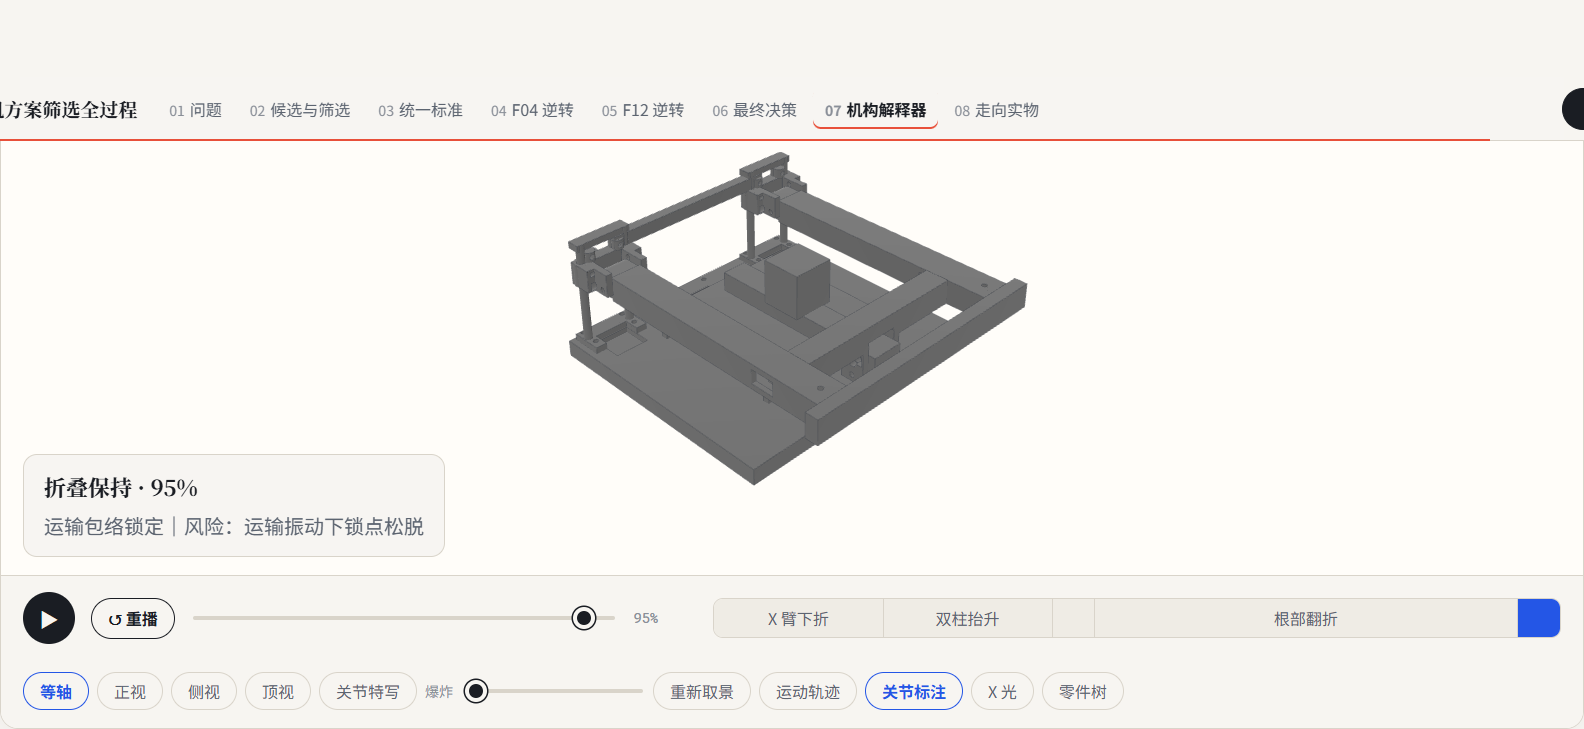 方案筛选全过程
01 问题
02 候选与筛选
03 统一标准
04 F04 逆转
05 F12 逆转
06 最终决策
07 机构解释器
08 走向实物
折叠保持 · 95%
运输包络锁定｜风险：运输振动下锁点松脱
▶
↺ 重播
95%
X 臂下折
双柱抬升
根部翻折
等轴
正视
侧视
顶视
关节特写
爆炸
重新取景
运动轨迹
关节标注
X 光
零件树